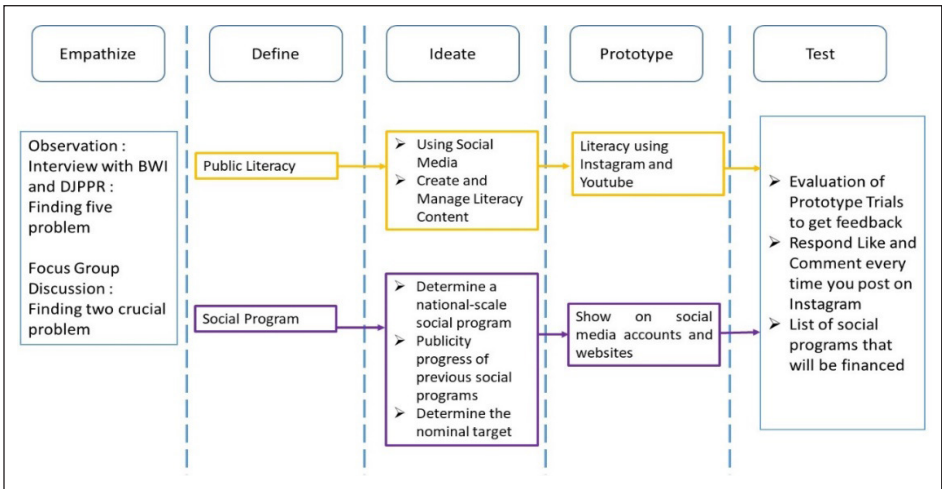 Empathize
Define
Ideate
Prototype
Test
Observation :
Interview with BWI
and DJPPR :
Finding five
problem
Focus Group
Discussion :
Finding two crucial
problem
Public Literacy
➢ Using Social
Media
➢ Create and
Manage Literacy
Content
Literacy using
Instagram and
Youtube
Social Program
➢ Determine a
national-scale
social program
➢ Publicity
progress of
previous social
programs
➢ Determine the
nominal target
Show on social
media accounts and
websites
➢ Evaluation of
Prototype Trials
to get feedback
➢ Respond Like and
Comment every
time you post on
Instagram
➢ List of social
programs that
will be financed